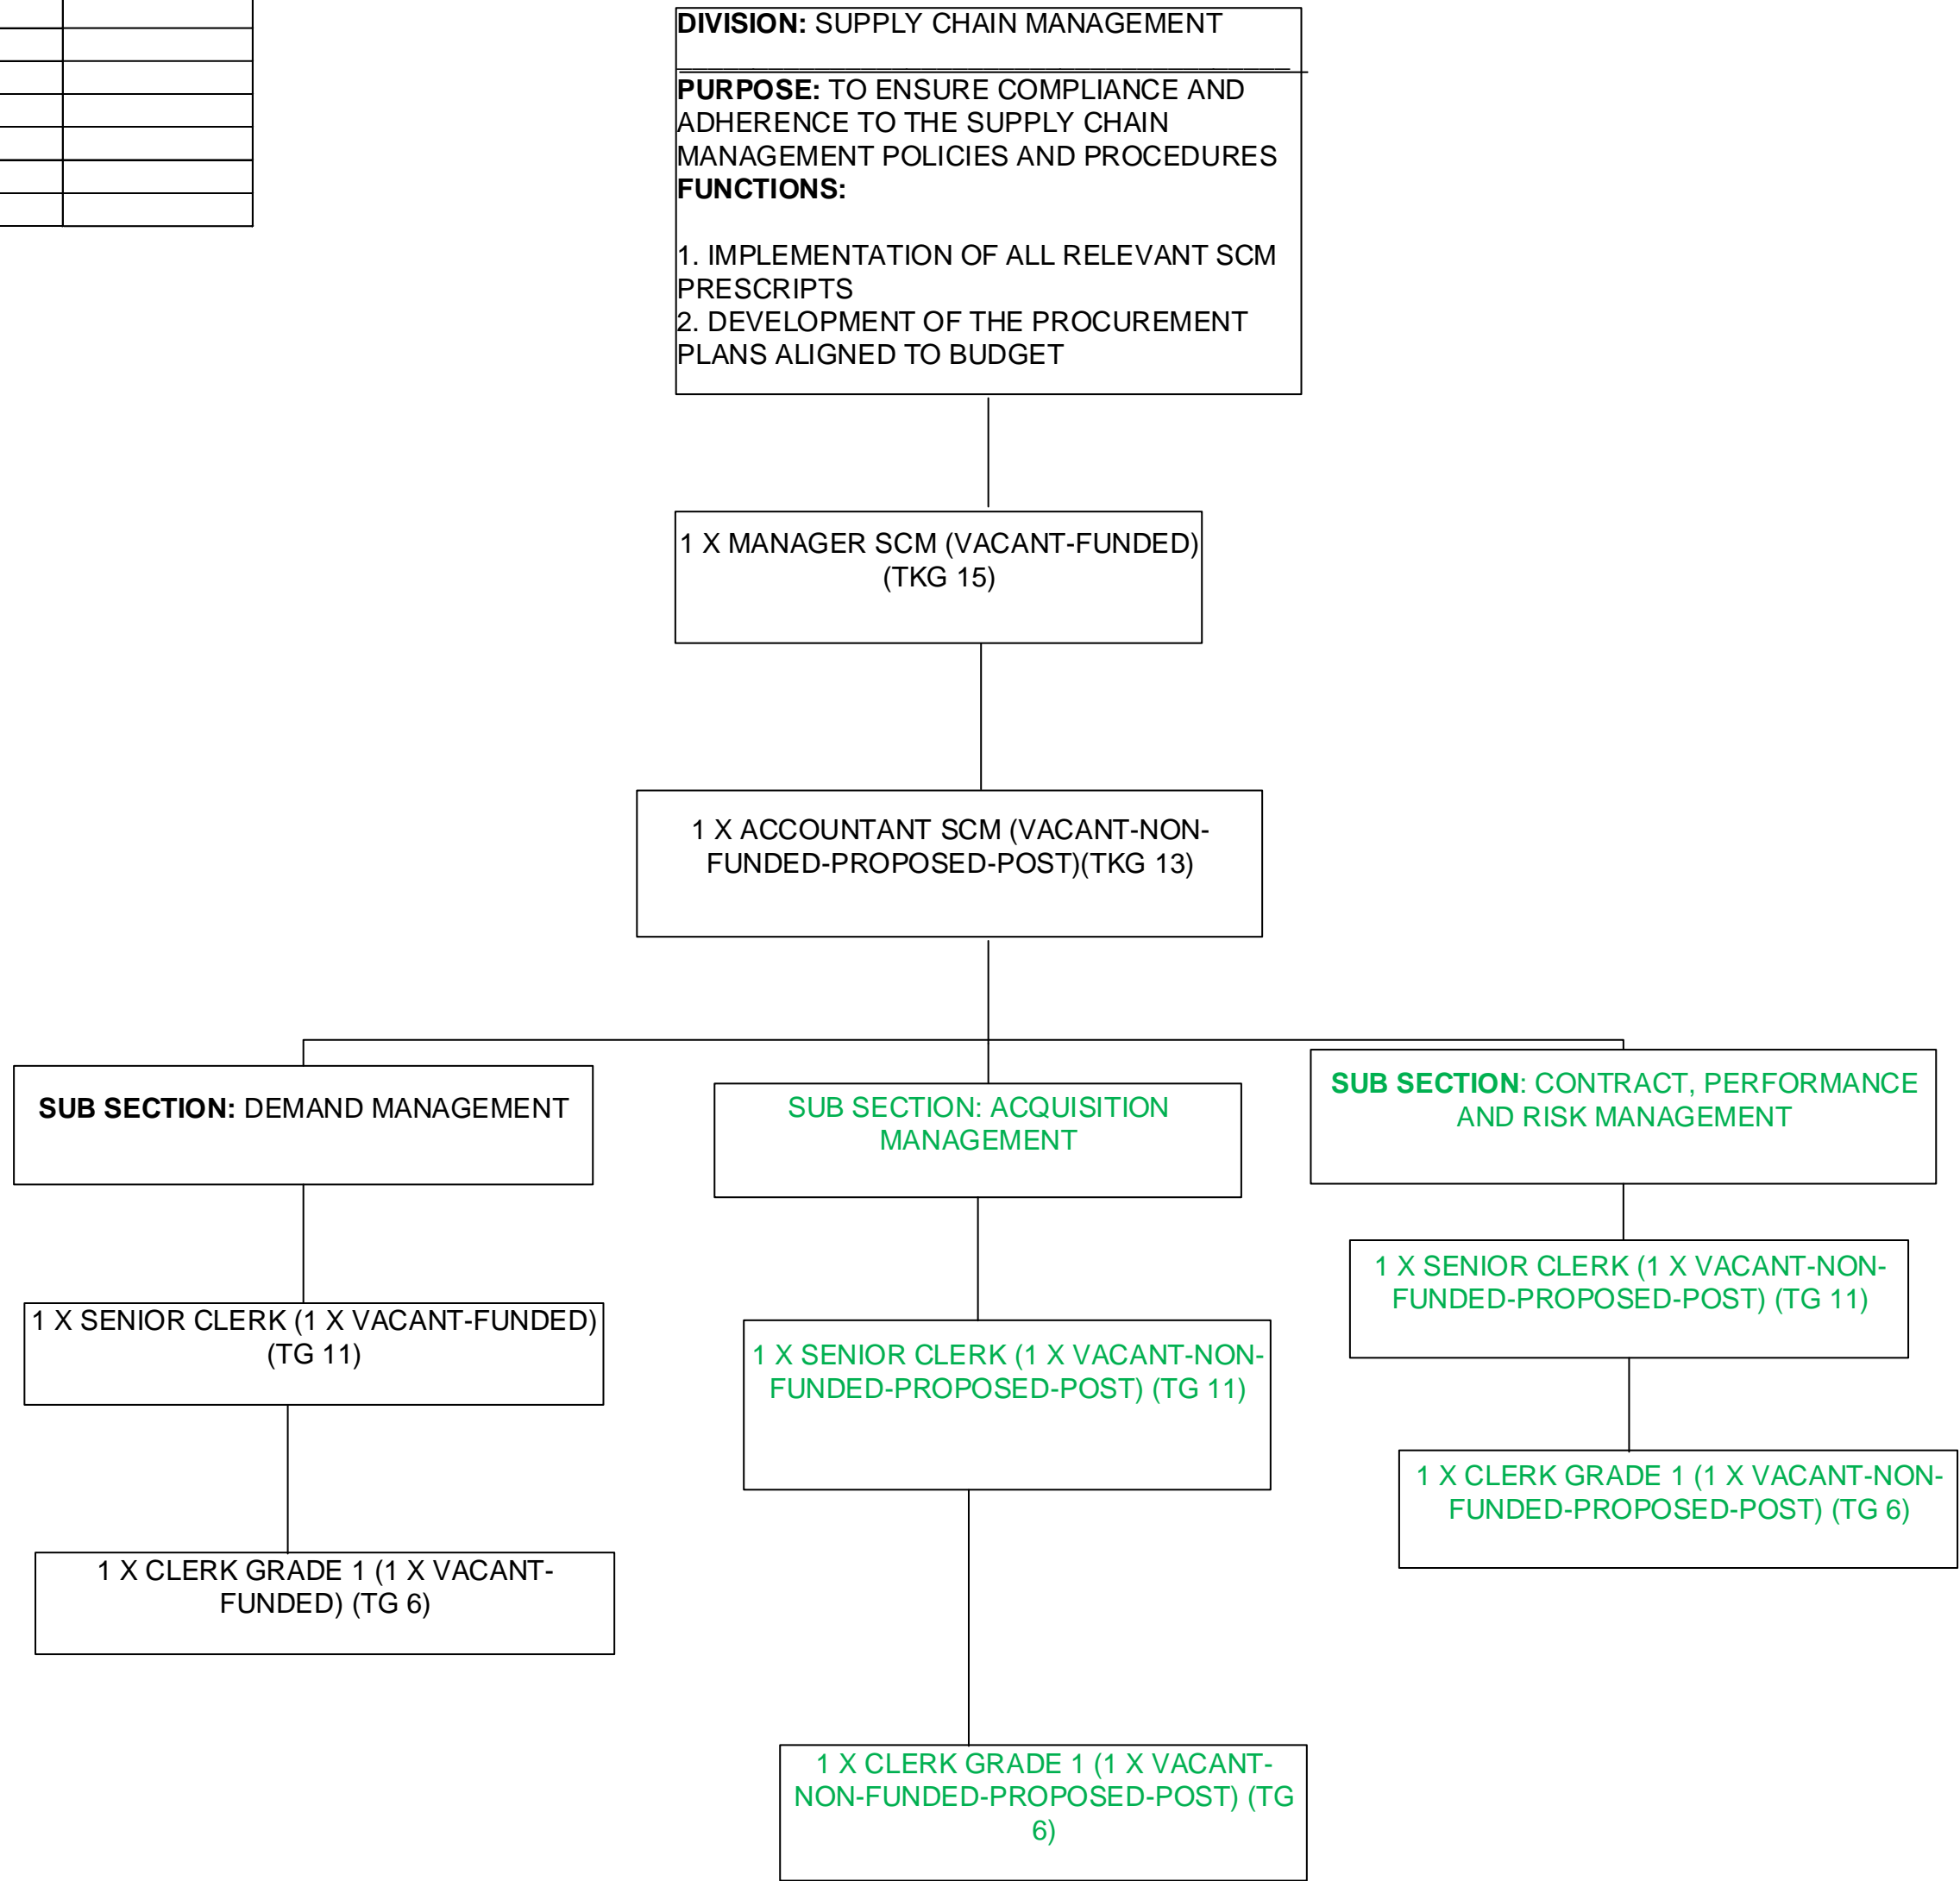 DIVISION: SUPPLY CHAIN MANAGEMENT
PURPOSE: TO ENSURE COMPLIANCE AND
ADHERENCE TO THE SUPPLY CHAIN
MANAGEMENT POLICIES AND PROCEDURES
FUNCTIONS:
1. IMPLEMENTATION OF ALL RELEVANT SCM
PRESCRIPTS
2. DEVELOPMENT OF THE PROCUREMENT
PLANS ALIGNED TO BUDGET
1 X MANAGER SCM (VACANT-FUNDED)
(TKG 15)
1 X ACCOUNTANT SCM (VACANT-NON-
FUNDED-PROPOSED-POST)(TKG 13)
SUB SECTION: DEMAND MANAGEMENT
1 X SENIOR CLERK (1 X VACANT-FUNDED)
(TG 11)
1 X CLERK GRADE 1 (1 X VACANT-
FUNDED) (TG 6)
SUB SECTION: ACQUISITION
MANAGEMENT
1 X SENIOR CLERK (1 X VACANT-NON-
FUNDED-PROPOSED-POST) (TG 11)
1 X CLERK GRADE 1 (1 X VACANT-
NON-FUNDED-PROPOSED-POST) (TG
6)
SUB SECTION: CONTRACT, PERFORMANCE
AND RISK MANAGEMENT
1 X SENIOR CLERK (1 X VACANT-NON-
FUNDED-PROPOSED-POST) (TG 11)
1 X CLERK GRADE 1 (1 X VACANT-NON-
FUNDED-PROPOSED-POST) (TG 6)